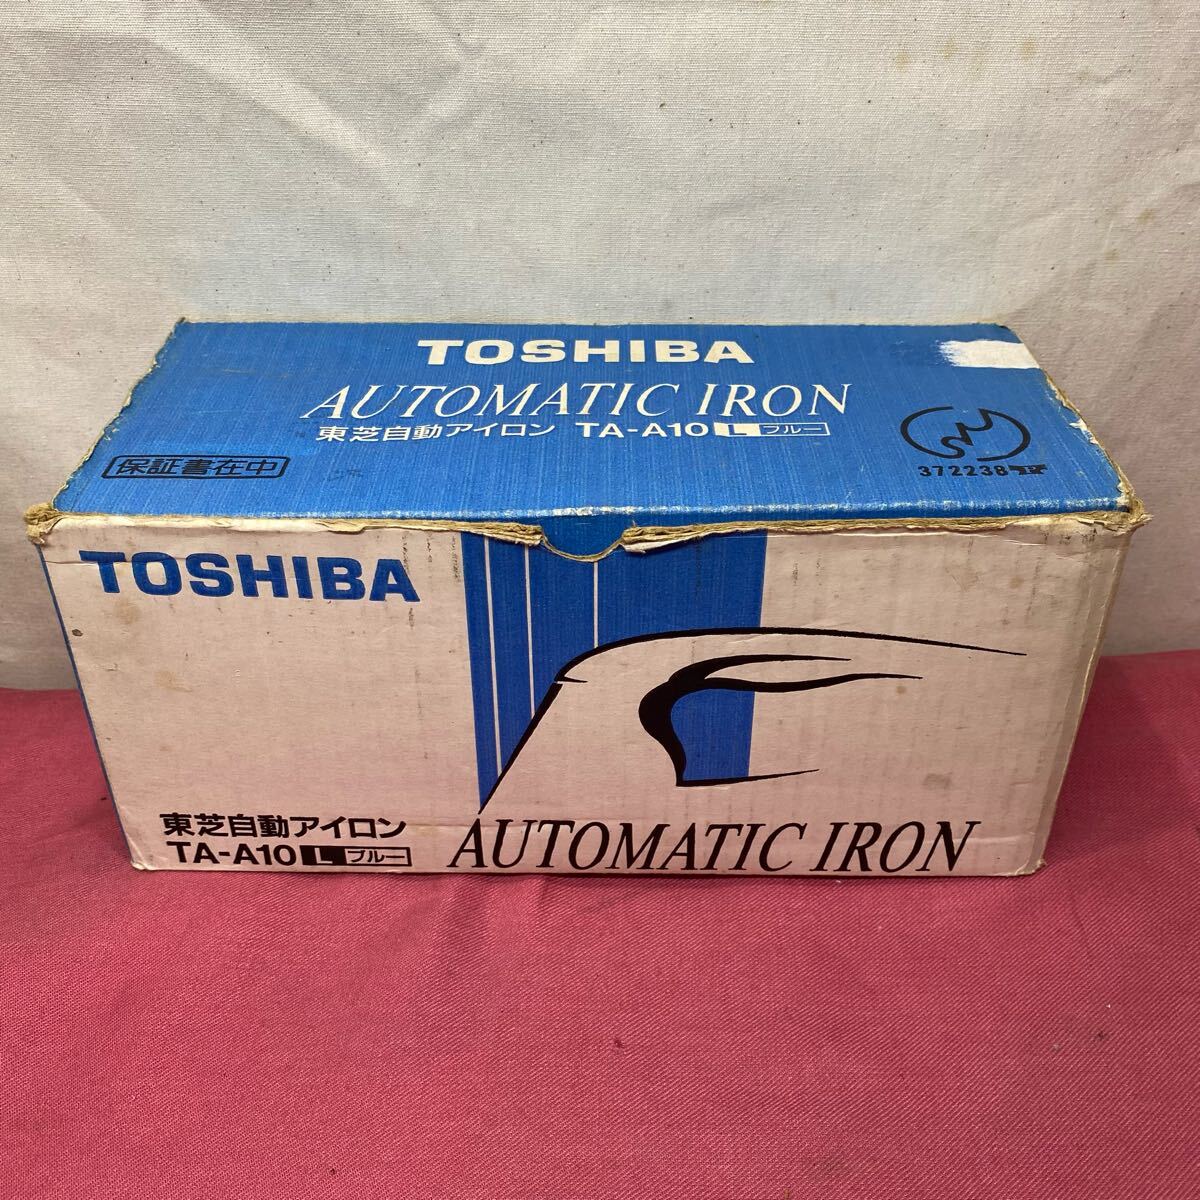 TOSHIBA
AUTOMATIC IRON
東芝自動アイロン TA-A10 L ブルー
保証書在中
372238
TOSHIBA
東芝自動アイロン
TA-A10 L ブルー
AUTOMATIC IRON